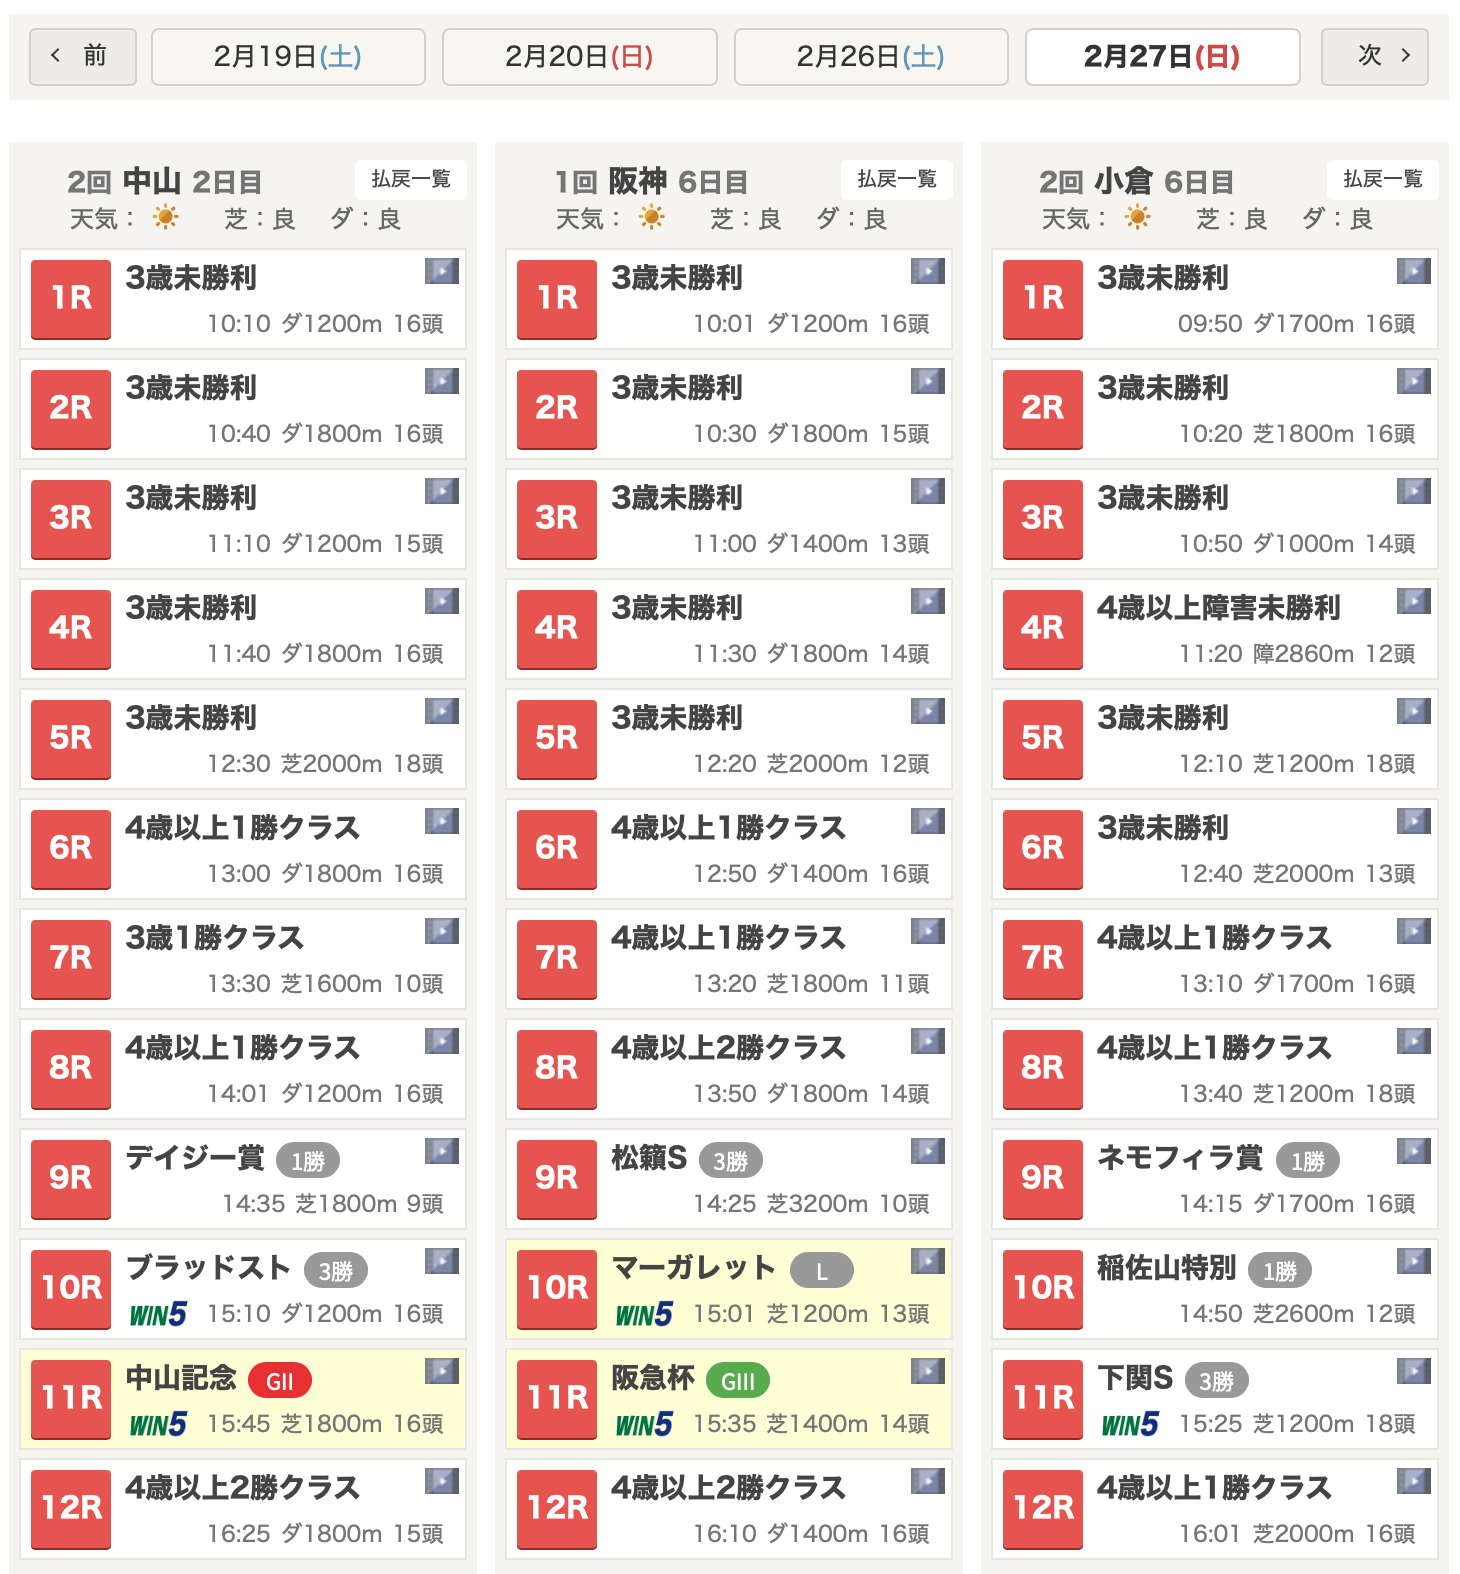 前
2月19日(土)
2月20日(日)
2月26日(土)
2月27日(日)
次
2回 中山 2日目
払戻一覧
天気： 芝：良 ダ：良
1R 3歳未勝利
10:10 ダ1200m 16頭
2R 3歳未勝利
10:40 ダ1800m 16頭
3R 3歳未勝利
11:10 ダ1200m 15頭
4R 3歳未勝利
11:40 ダ1800m 16頭
5R 3歳未勝利
12:30 芝2000m 18頭
6R 4歳以上1勝クラス
13:00 ダ1800m 16頭
7R 3歳1勝クラス
13:30 芝1600m 10頭
8R 4歳以上1勝クラス
14:01 ダ1200m 16頭
9R デイジー賞 1勝
14:35 芝1800m 9頭
10R ブラッドスト 3勝
WIN5 15:10 ダ1200m 16頭
11R 中山記念 GII
WIN5 15:45 芝1800m 16頭
12R 4歳以上2勝クラス
16:25 ダ1800m 15頭
1回 阪神 6日目
払戻一覧
天気： 芝：良 ダ：良
1R 3歳未勝利
10:01 ダ1200m 16頭
2R 3歳未勝利
10:30 ダ1800m 15頭
3R 3歳未勝利
11:00 ダ1400m 13頭
4R 3歳未勝利
11:30 ダ1800m 14頭
5R 3歳未勝利
12:20 芝2000m 12頭
6R 4歳以上1勝クラス
12:50 ダ1400m 16頭
7R 4歳以上1勝クラス
13:20 芝1800m 11頭
8R 4歳以上2勝クラス
13:50 ダ1800m 14頭
9R 松籟S 3勝
14:25 芝3200m 10頭
10R マーガレット L
WIN5 15:01 芝1200m 13頭
11R 阪急杯 GIII
WIN5 15:35 芝1400m 14頭
12R 4歳以上2勝クラス
16:10 ダ1400m 16頭
2回 小倉 6日目
払戻一覧
天気： 芝：良 ダ：良
1R 3歳未勝利
09:50 ダ1700m 16頭
2R 3歳未勝利
10:20 芝1800m 16頭
3R 3歳未勝利
10:50 ダ1000m 14頭
4R 4歳以上障害未勝利
11:20 障2860m 12頭
5R 3歳未勝利
12:10 芝1200m 18頭
6R 3歳未勝利
12:40 芝2000m 13頭
7R 4歳以上1勝クラス
13:10 ダ1700m 16頭
8R 4歳以上1勝クラス
13:40 芝1200m 18頭
9R ネモフィラ賞 1勝
14:15 ダ1700m 16頭
10R 稲佐山特別 1勝
14:50 芝2600m 12頭
11R 下関S 3勝
WIN5 15:25 芝1200m 18頭
12R 4歳以上1勝クラス
16:01 芝2000m 16頭